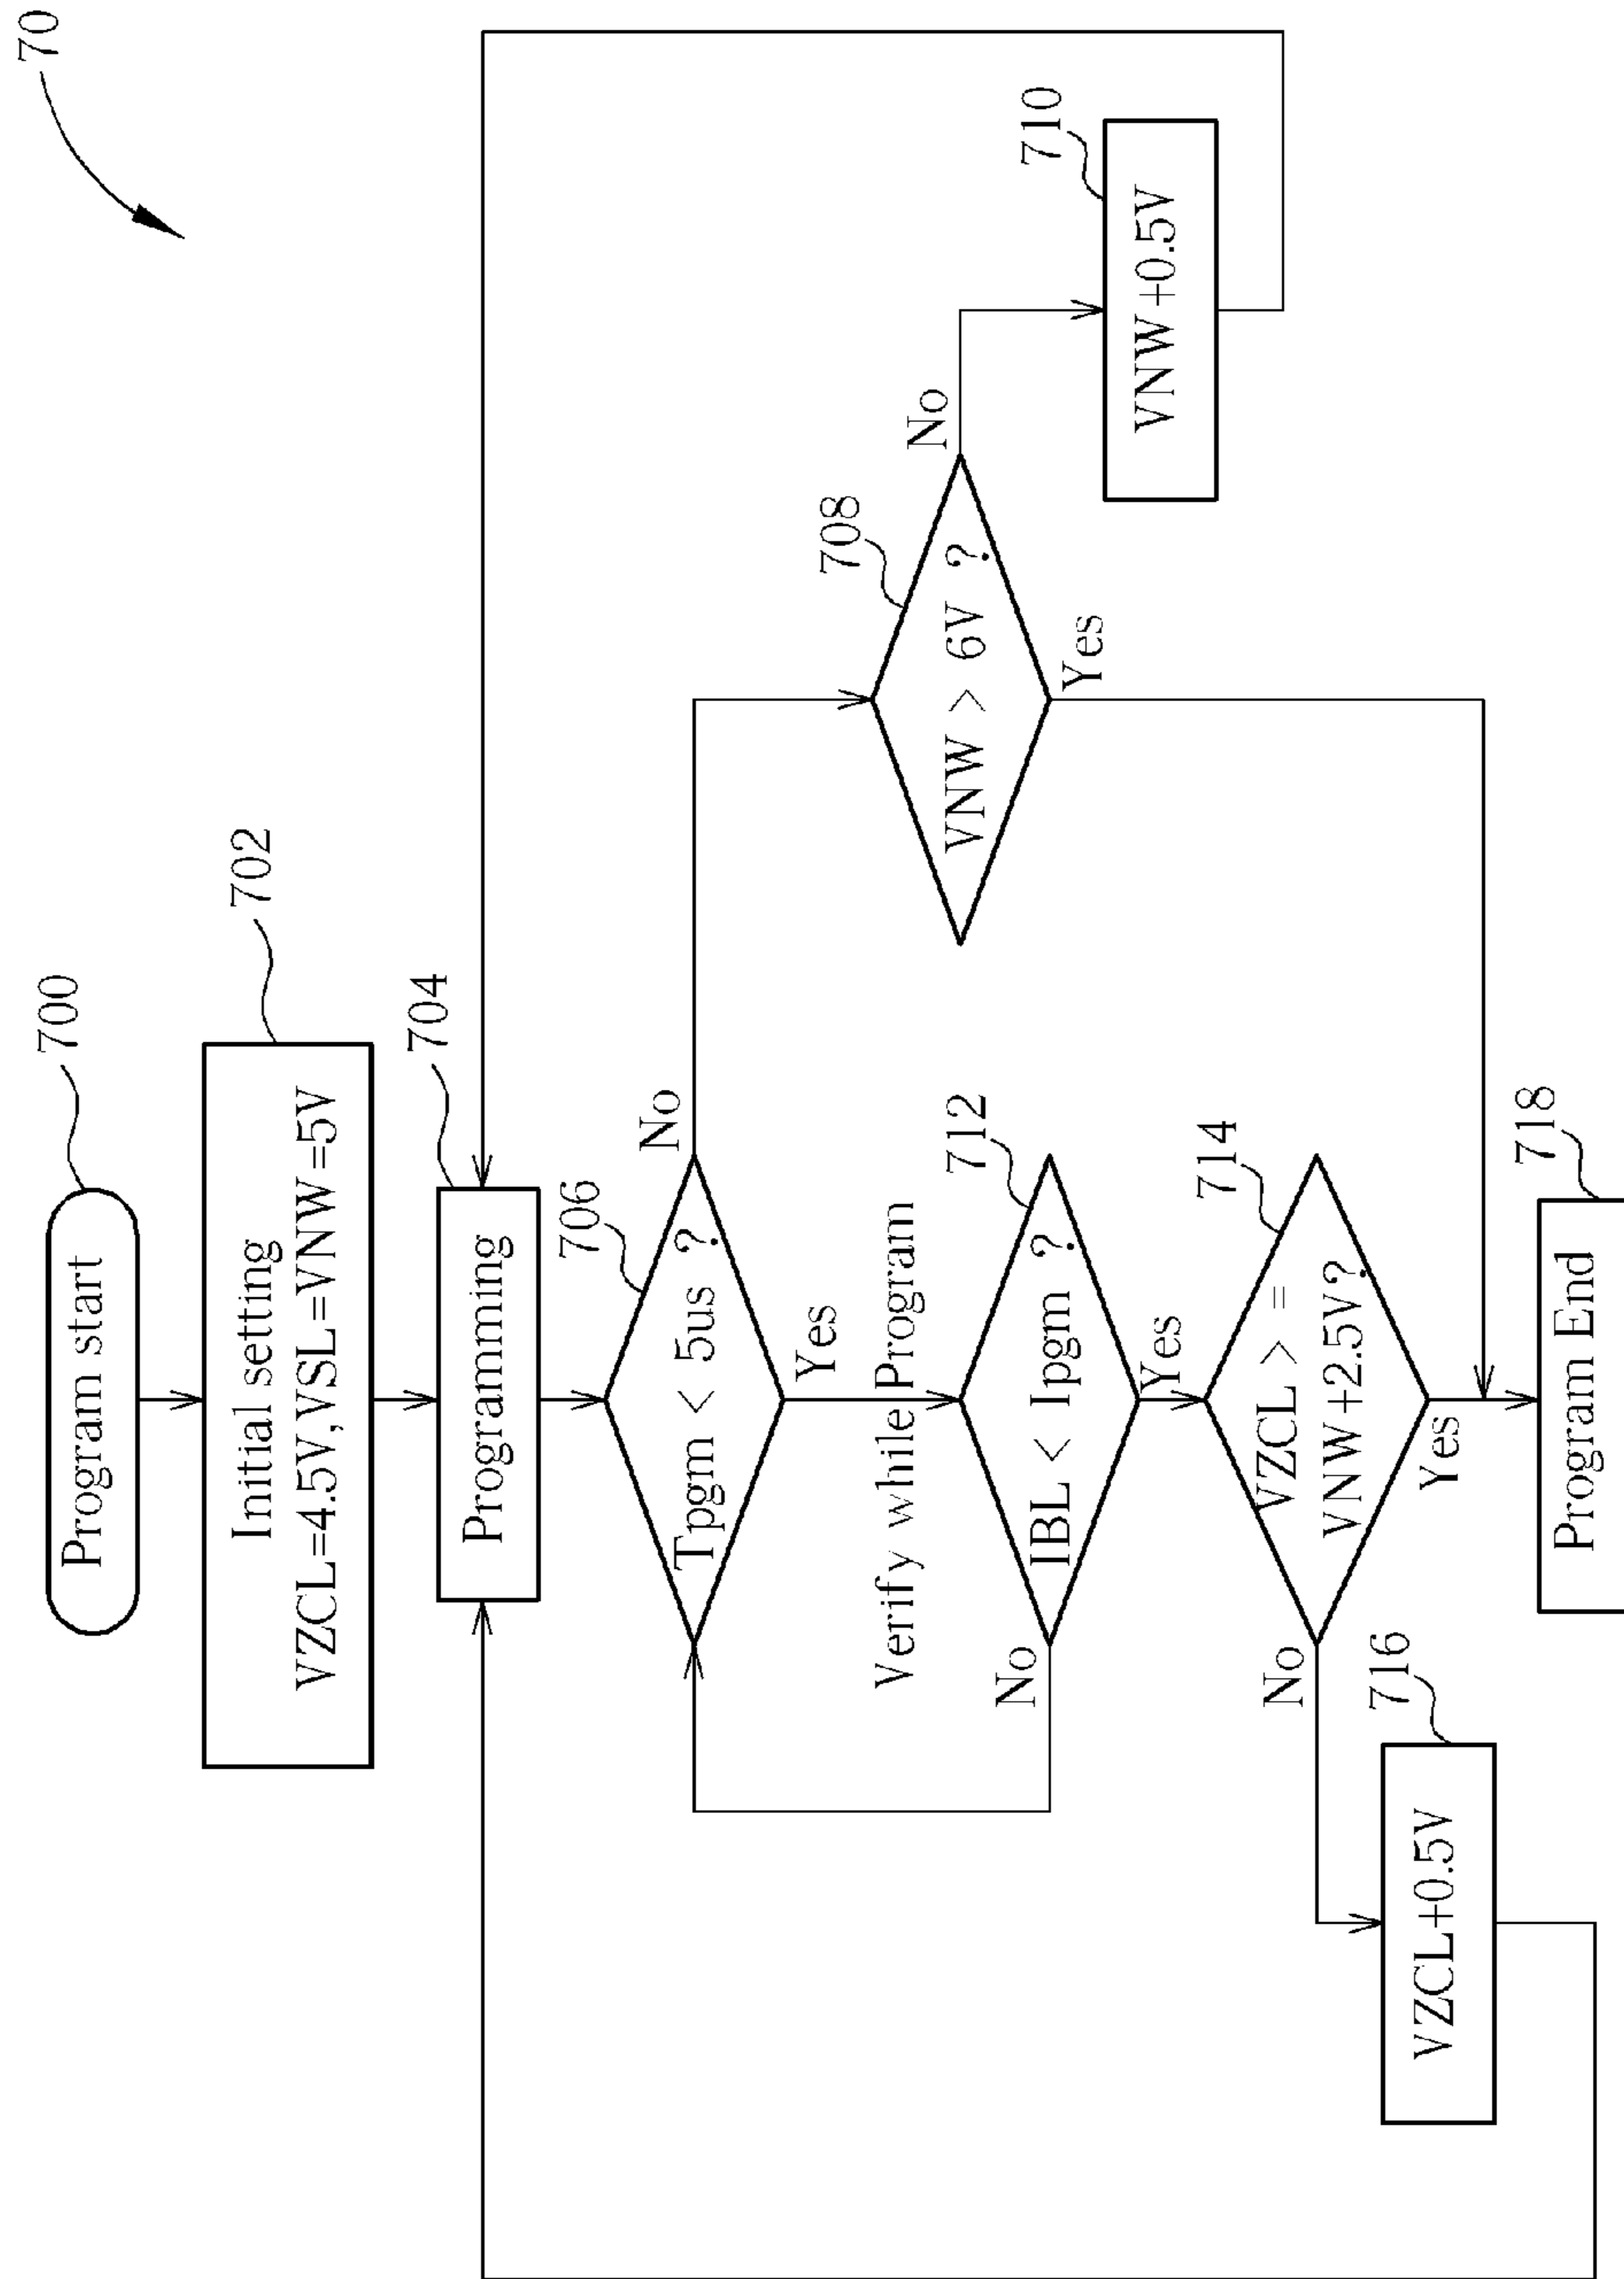 70
700
Program start
702
Initial setting
VZCL=4.5V,VSL=VNW=5V
704
Programming
706
Tpgm < 5us ?
No
Yes
708
VNW > 6V ?
No
Yes
710
VNW+0.5V
Verify while Program
712
IBL < Ipgm ?
No
Yes
714
VZCL > =
VNW+2.5V?
No
Yes
716
VZCL+0.5V
718
Program End